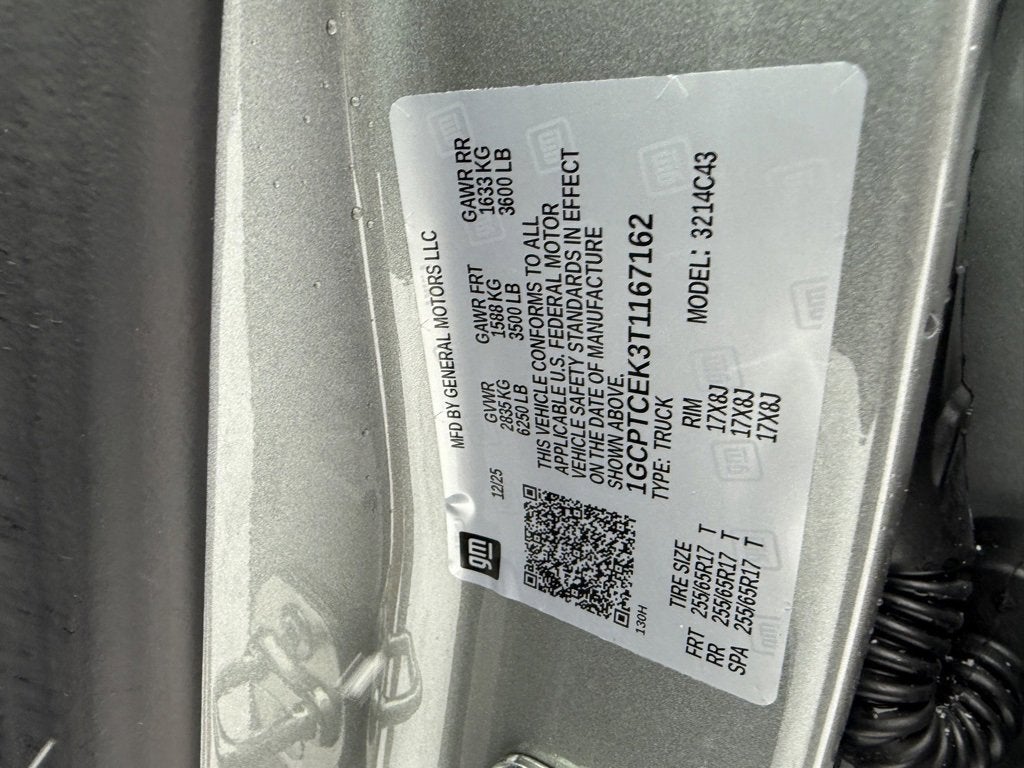 MFD BY GENERAL MOTORS LLC
gm
12/25
GVWR GAWR FRT GAWR RR
2835 KG 1588 KG 1633 KG
6250 LB 3500 LB 3600 LB
THIS VEHICLE CONFORMS TO ALL
APPLICABLE U.S. FEDERAL MOTOR
VEHICLE SAFETY STANDARDS IN EFFECT
ON THE DATE OF MANUFACTURE
SHOWN ABOVE.
1GCPTCEK3T1167162
130H
TYPE: TRUCK MODEL: 3214C43
TIRE SIZE RIM
FRT 255/65R17 T 17X8J
RR 255/65R17 T 17X8J
SPA 255/65R17 T 17X8J